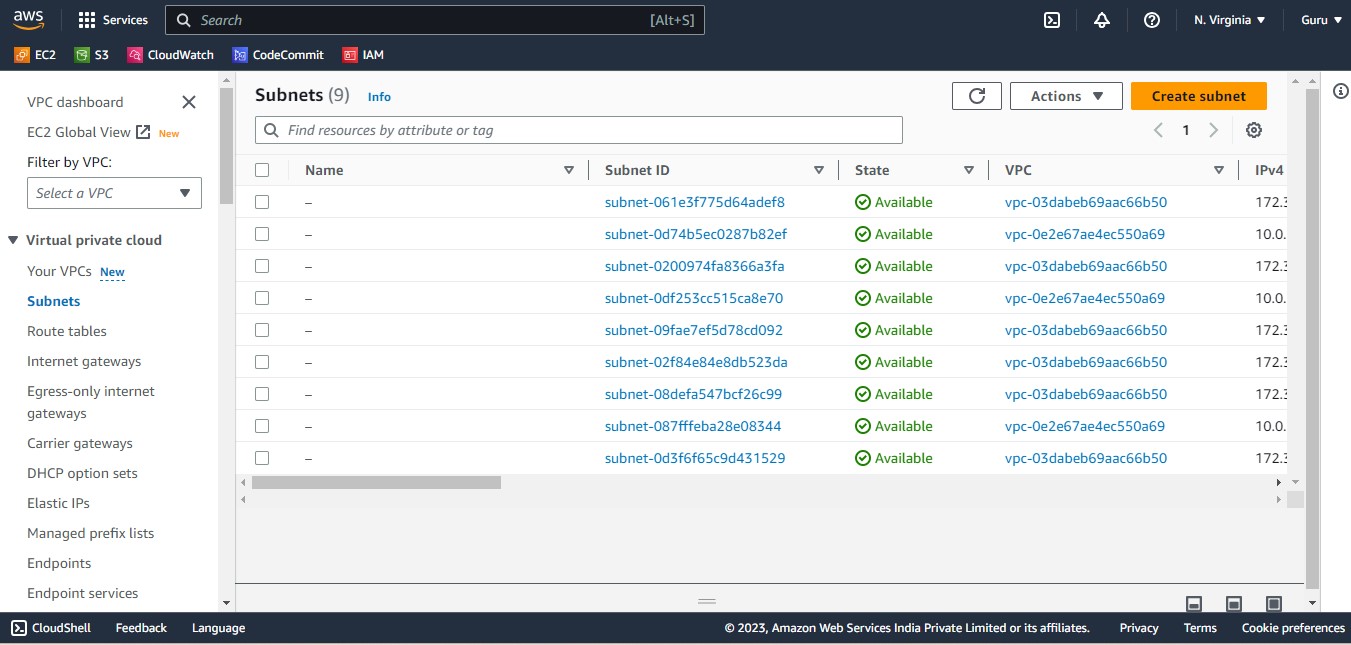 aws Services Search [Alt+S] N. Virginia Guru
EC2 S3 CloudWatch CodeCommit IAM
VPC dashboard
EC2 Global View New
Filter by VPC:
Select a VPC
Virtual private cloud
Your VPCs New
Subnets
Route tables
Internet gateways
Egress-only internet
gateways
Carrier gateways
DHCP option sets
Elastic IPs
Managed prefix lists
Endpoints
Endpoint services
Subnets (9) Info Actions Create subnet
Find resources by attribute or tag 1
Name Subnet ID State VPC IPv4
– subnet-061e3f775d64adef8 Available vpc-03dabeb69aac66b50 172.3
– subnet-0d74b5ec0287b82ef Available vpc-0e2e67ae4ec550a69 10.0.
– subnet-0200974fa8366a3fa Available vpc-03dabeb69aac66b50 172.3
– subnet-0df253cc515ca8e70 Available vpc-0e2e67ae4ec550a69 10.0.
– subnet-09fae7ef5d78cd092 Available vpc-03dabeb69aac66b50 172.3
– subnet-02f84e84e8db523da Available vpc-03dabeb69aac66b50 172.3
– subnet-08defa547bcf26c99 Available vpc-03dabeb69aac66b50 172.3
– subnet-087fffeba28e08344 Available vpc-0e2e67ae4ec550a69 10.0.
– subnet-0d3f6f65c9d431529 Available vpc-03dabeb69aac66b50 172.3
CloudShell Feedback Language © 2023, Amazon Web Services India Private Limited or its affiliates. Privacy Terms Cookie preferences